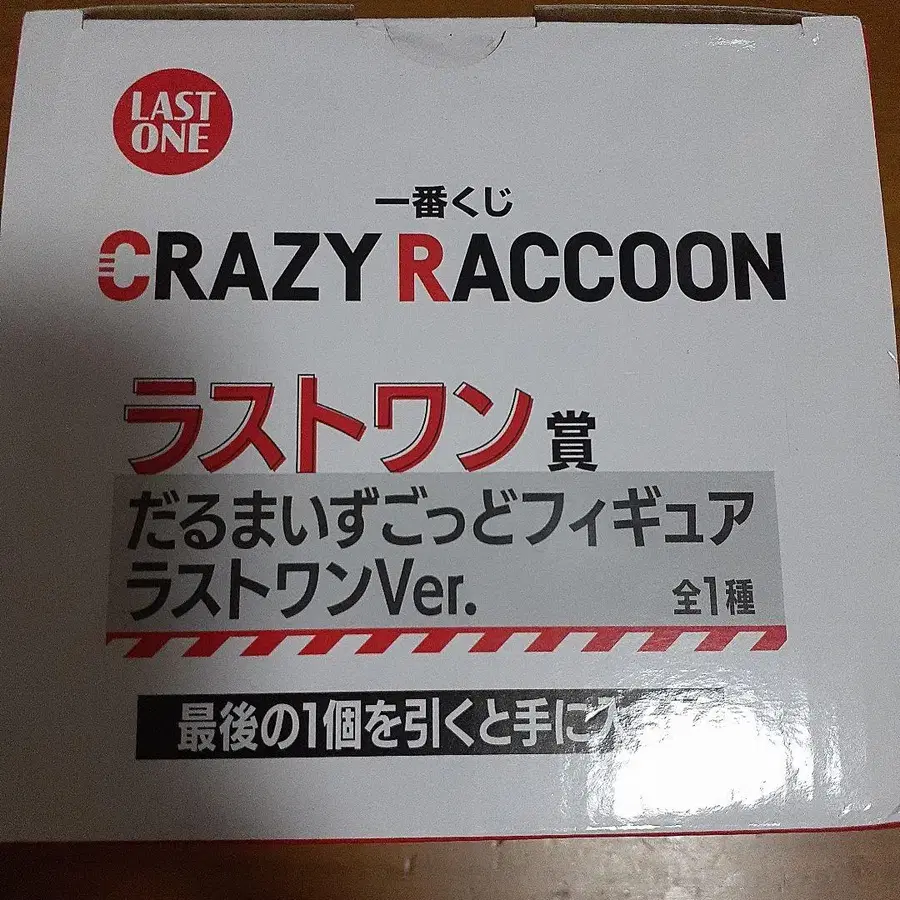 LAST
ONE
一番くじ
CRAZY RACCOON
ラストワン賞
だるまいずごっどフィギュア
ラストワンVer.
全1種
最後の1個を引くと手に入